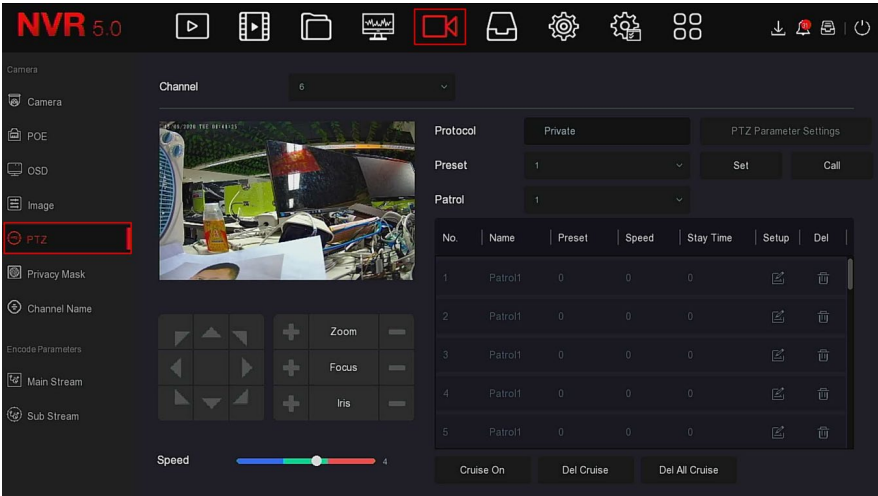 NVR 5.0
Camera
Camera
POE
OSD
Image
PTZ
Privacy Mask
Channel Name
Encode Parameters
Main Stream
Sub Stream
Channel 6
Protocol Private PTZ Parameter Settings
Preset 1 Set Call
Patrol 1
No. Name Preset Speed Stay Time Setup Del
1 Patrol1 0 0 0
2 Patrol1 0 0 0
3 Patrol1 0 0 0
4 Patrol1 0 0 0
5 Patrol1 0 0 0
Zoom
Focus
Iris
Speed 4
Cruise On Del Cruise Del All Cruise